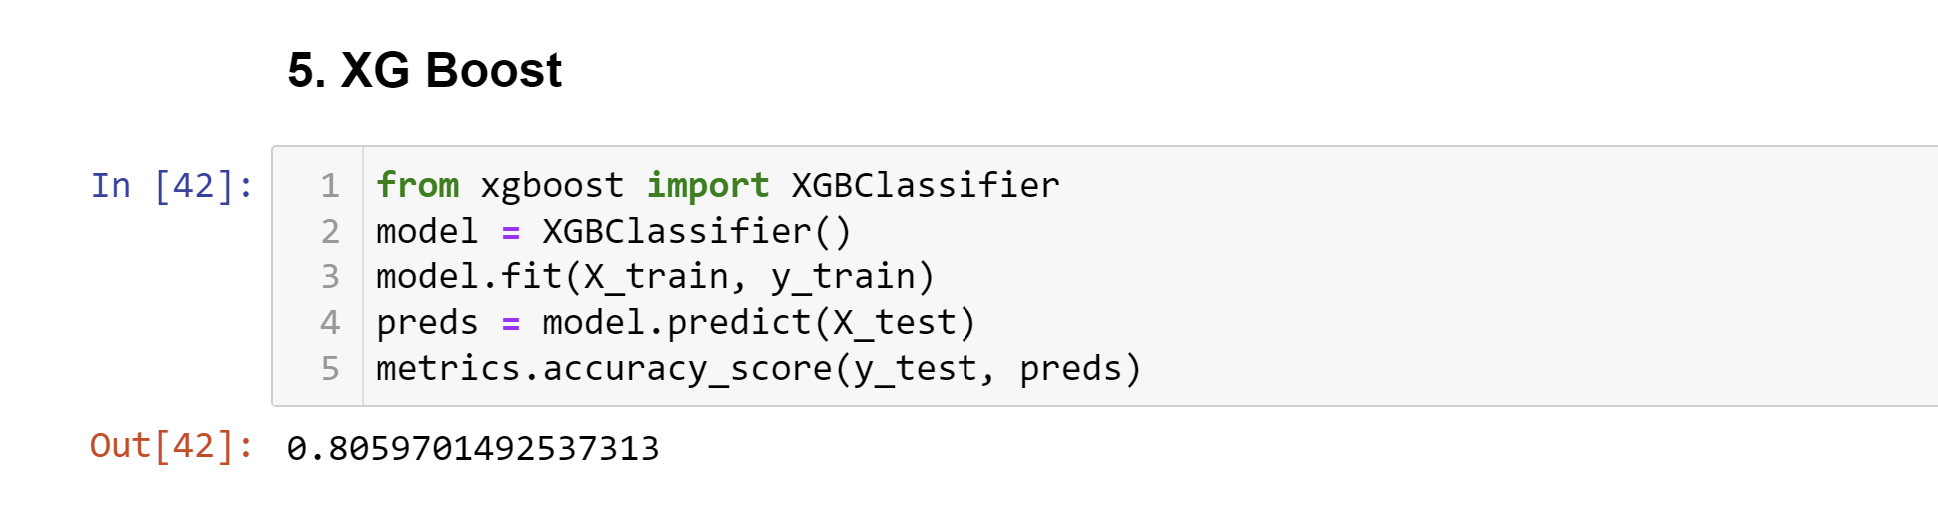 5. XG Boost
In [42]:
1 from xgboost import XGBClassifier
2 model = XGBClassifier()
3 model.fit(X_train, y_train)
4 preds = model.predict(X_test)
5 metrics.accuracy_score(y_test, preds)
Out[42]: 0.8059701492537313